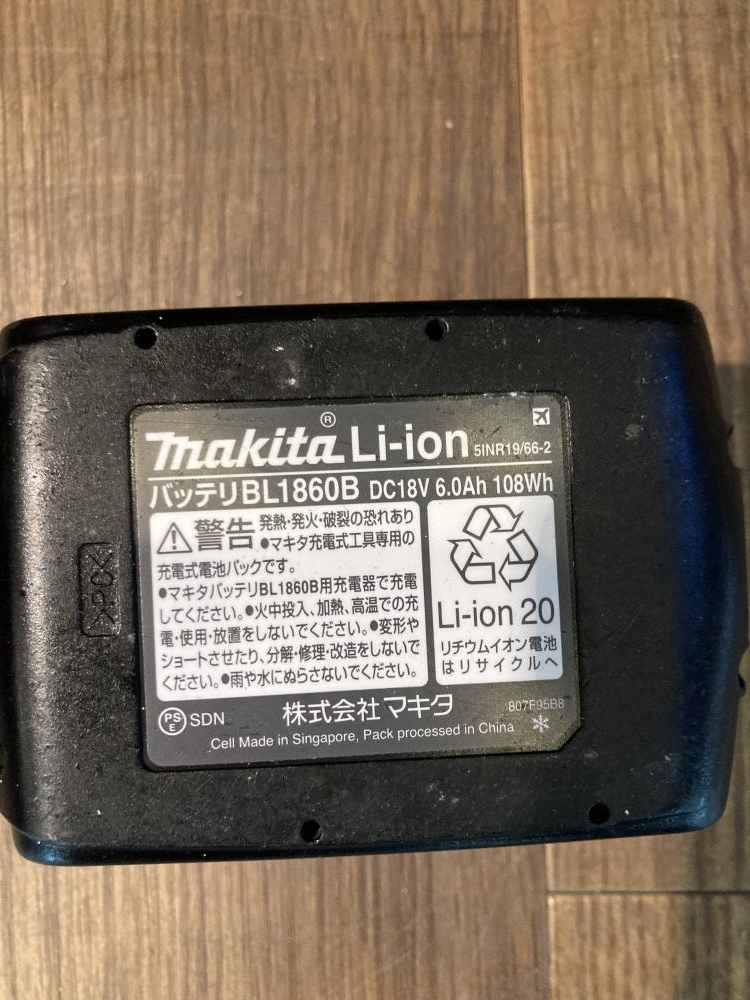 makita® Li-ion 5INR19/66-2
バッテリBL1860B DC18V 6.0Ah 108Wh
警告 発熱・発火・破裂の恐れあり
●マキタ充電式工具専用の
充電式電池パックです。
●マキタバッテリBL1860B用充電器で充電
してください。●火中投入、加熱、高温での充
電・使用・放置をしないでください。●変形や
ショートさせたり、分解・修理・改造をしないで
ください。●雨や水にぬらさないでください。
Li-ion 20
リチウムイオン電池
はリサイクルへ
PSE SDN
株式会社マキタ
807F95B8
Cell Made in Singapore, Pack processed in China
>PC<